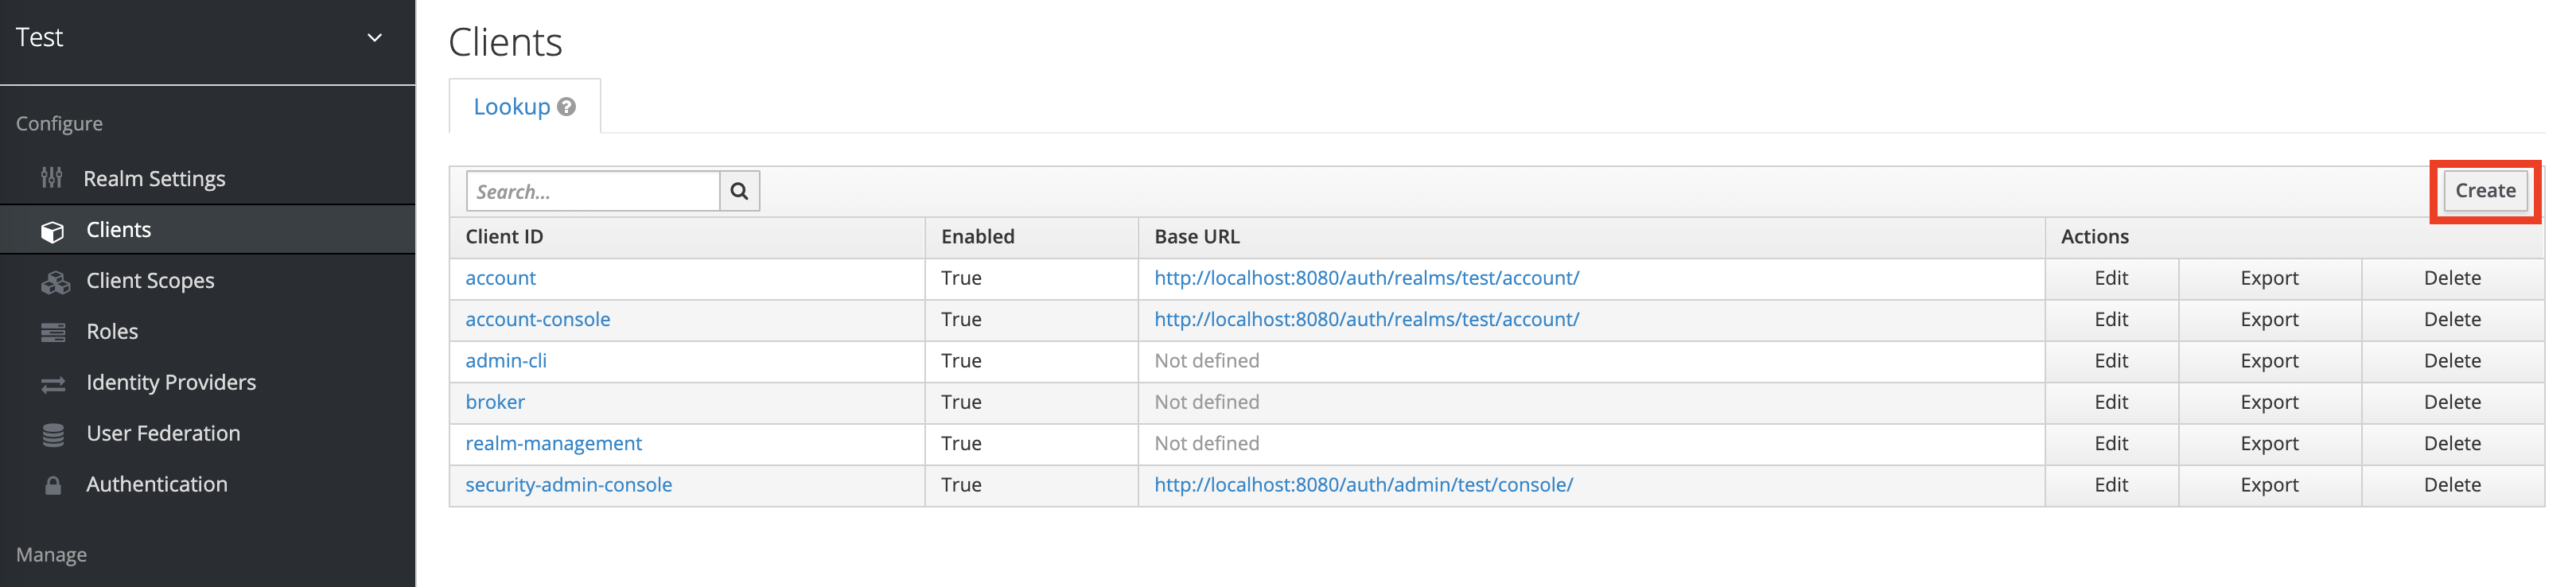 Test
Configure
Realm Settings
Clients
Client Scopes
Roles
Identity Providers
User Federation
Authentication
Manage
Clients
Lookup ?
Search...
Create
Client ID Enabled Base URL Actions
account True http://localhost:8080/auth/realms/test/account/ Edit Export Delete
account-console True http://localhost:8080/auth/realms/test/account/ Edit Export Delete
admin-cli True Not defined Edit Export Delete
broker True Not defined Edit Export Delete
realm-management True Not defined Edit Export Delete
security-admin-console True http://localhost:8080/auth/admin/test/console/ Edit Export Delete